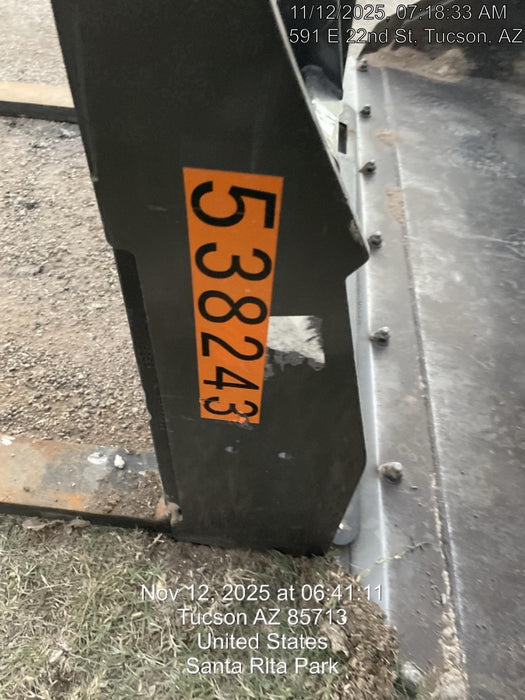 11/12/2025, 07:18:33 AM
591 E 22nd St, Tucson, AZ
538243
Nov 12, 2025 at 06:41:11
Tucson AZ 85713
United States
Santa RIta Park